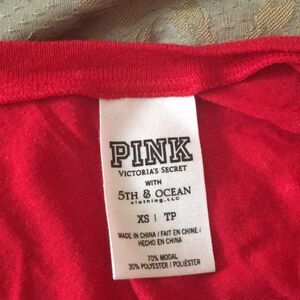 PINK
VICTORIA'S SECRET
WITH
5TH & OCEAN
clothing, LLC
XS | TP
MADE IN CHINA / FAIT EN CHINE /
HECHO EN CHINA
70% MODAL
30% POLYESTER / POLIÉSTER